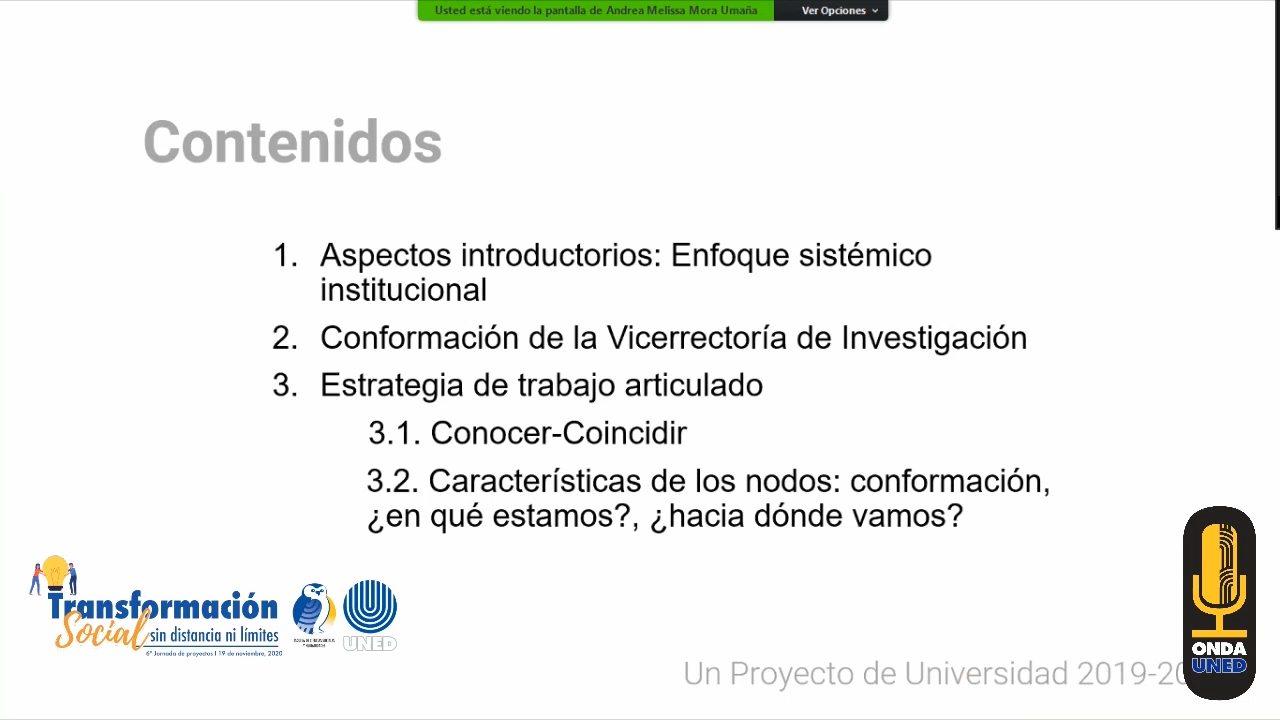 Usted está viendo la pantalla de Andrea Melissa Mora Umaña
Ver Opciones
Contenidos
1. Aspectos introductorios: Enfoque sistémico
institucional
2. Conformación de la Vicerrectoría de Investigación
3. Estrategia de trabajo articulado
3.1. Conocer-Coincidir
3.2. Características de los nodos: conformación,
¿en qué estamos?, ¿hacia dónde vamos?
Transformación
Social sin distancia ni límites
6ª Jornada de proyectos | 19 de noviembre, 2020
UNED
Un Proyecto de Universidad 2019-20
ONDA
UNED